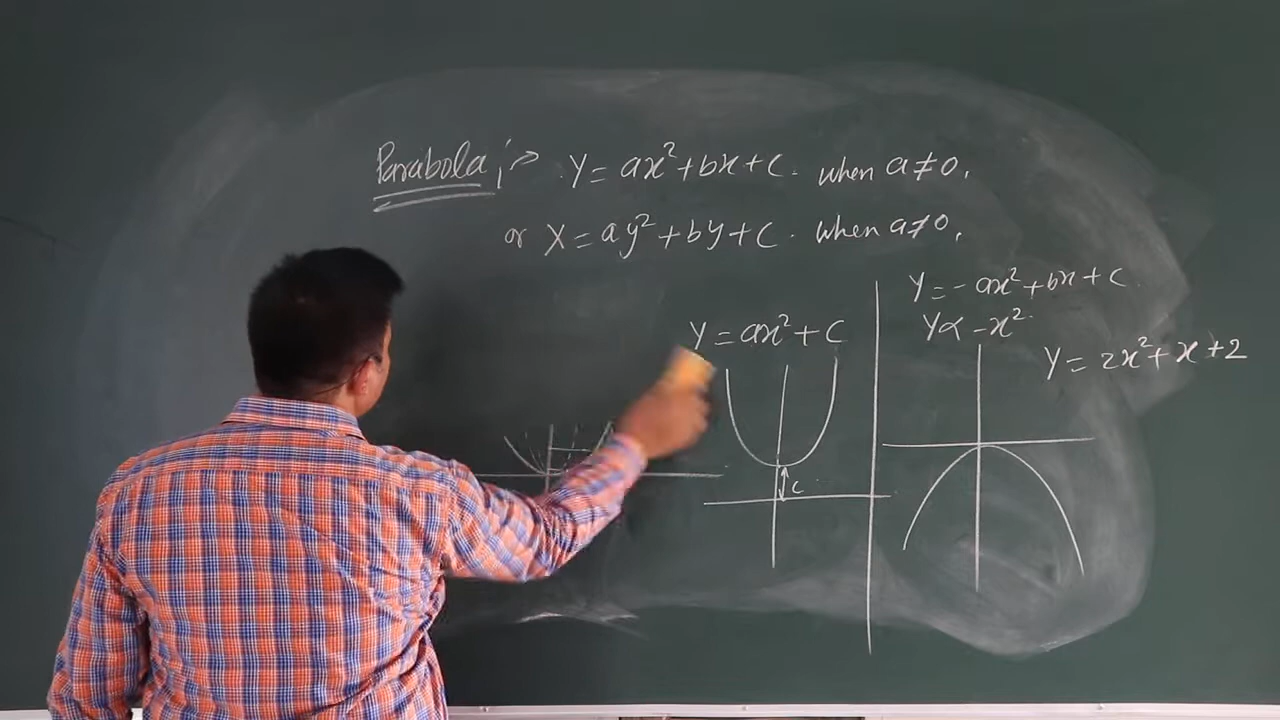 Parabola ;→ Y = ax² + bx + c. when a ≠ 0.
or X = ay² + by + c. when a ≠ 0.
Y = ax² + c
c
Y = - ax² + bx + c.
Y ∝ - x².
Y = 2x² + x + 2